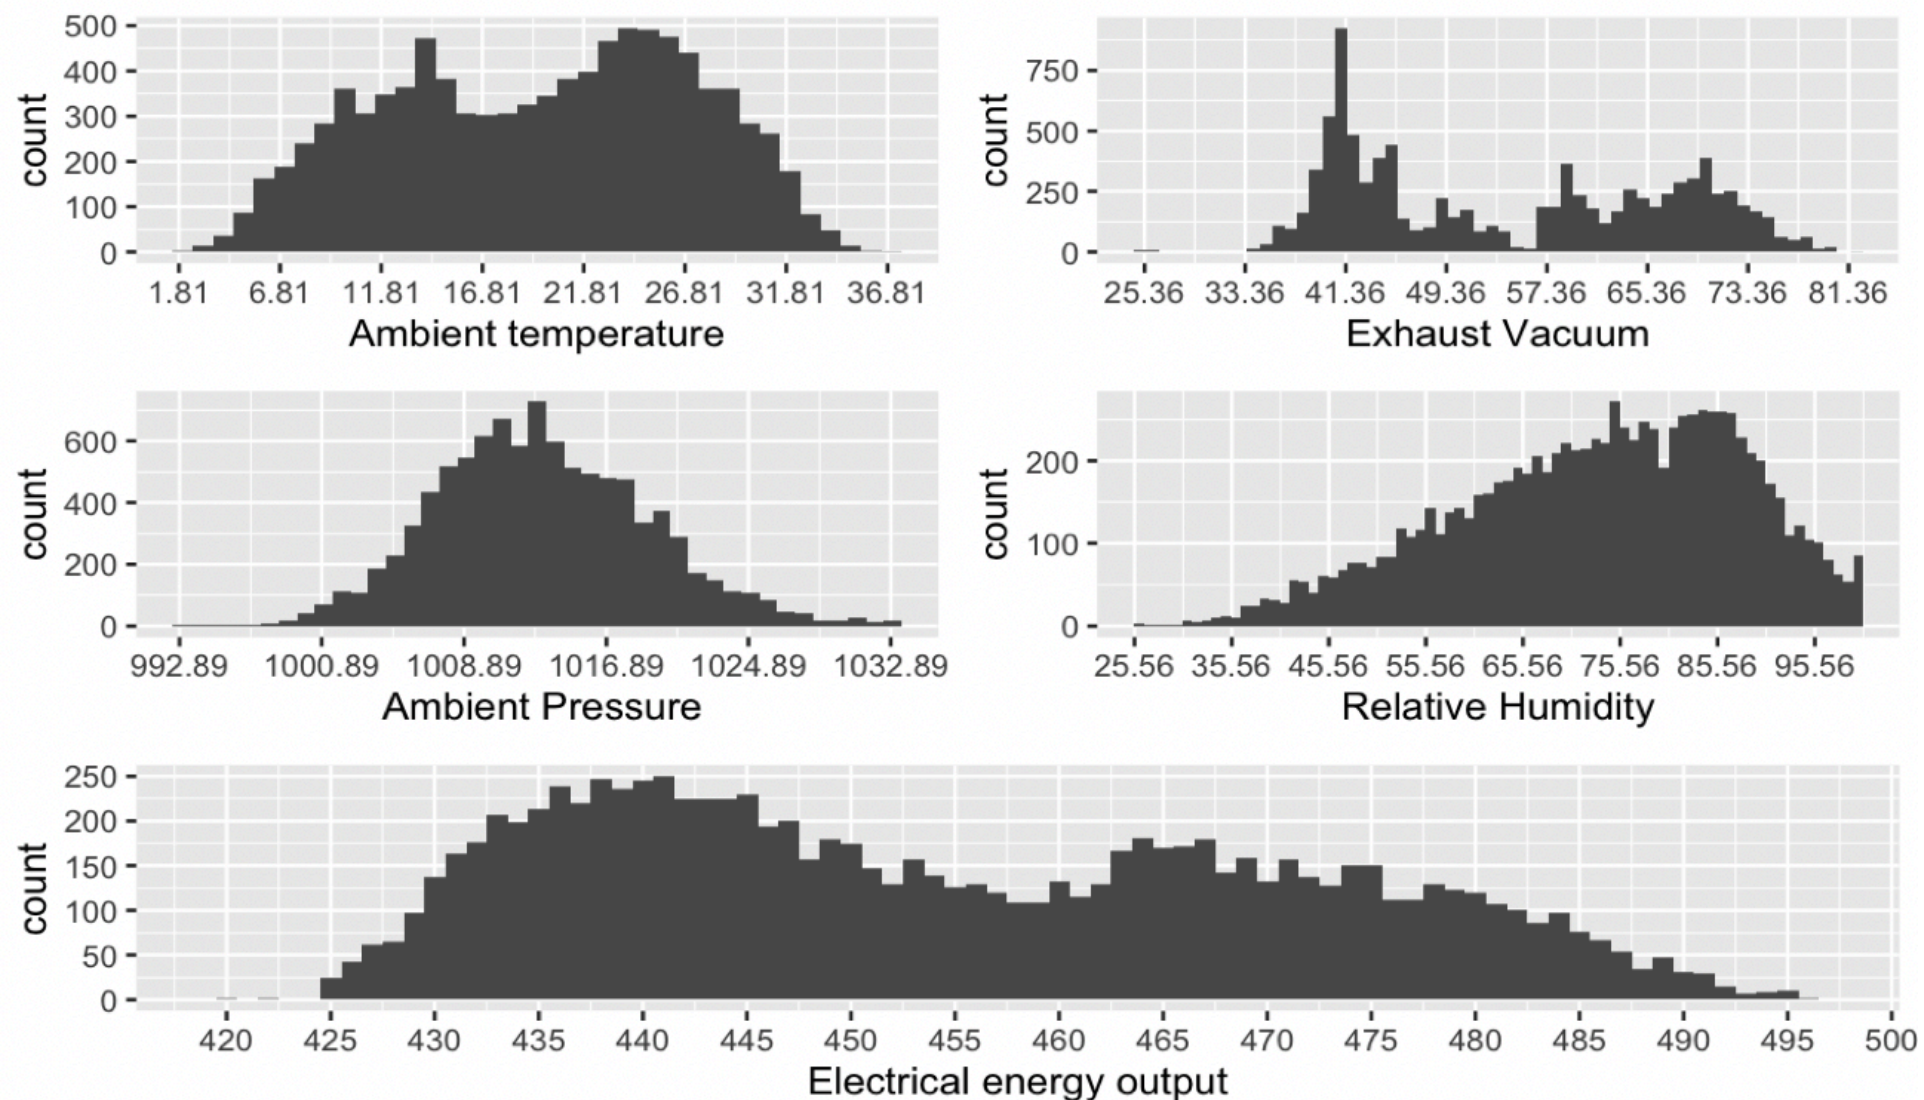 500
400
300
200
100
0
count
1.81 6.81 11.81 16.81 21.81 26.81 31.81 36.81
Ambient temperature
750
500
250
0
count
25.36 33.36 41.36 49.36 57.36 65.36 73.36 81.36
Exhaust Vacuum
600
400
200
0
count
992.89 1000.89 1008.89 1016.89 1024.89 1032.89
Ambient Pressure
200
100
0
count
25.56 35.56 45.56 55.56 65.56 75.56 85.56 95.56
Relative Humidity
250
200
150
100
50
0
count
420 425 430 435 440 445 450 455 460 465 470 475 480 485 490 495 500
Electrical energy output